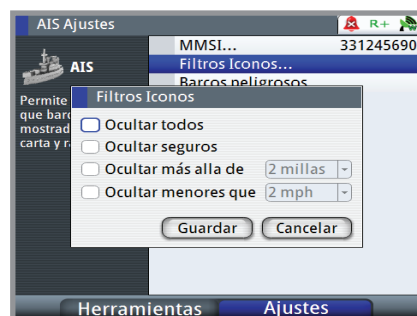 AIS Ajustes
R+
MMSI... 331245690
AIS
Filtros Iconos...
Barcos peligrosos
Permite
que barc
mostrad
carta y r
Filtros Iconos
Ocultar todos
Ocultar seguros
Ocultar más alla de 2 millas
Ocultar menores que 2 mph
Guardar Cancelar
Herramientas Ajustes